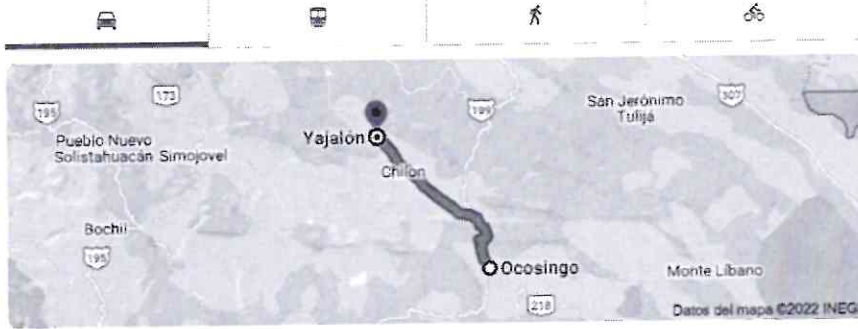 195
173
199
307
San Jerónimo
Tulijá
Pueblo Nuevo
Solistahuacán Simojovel
Yajalón
Chilon
Bochil
195
Ocosingo
Monte Líbano
218
Datos del mapa ©2022 INEG